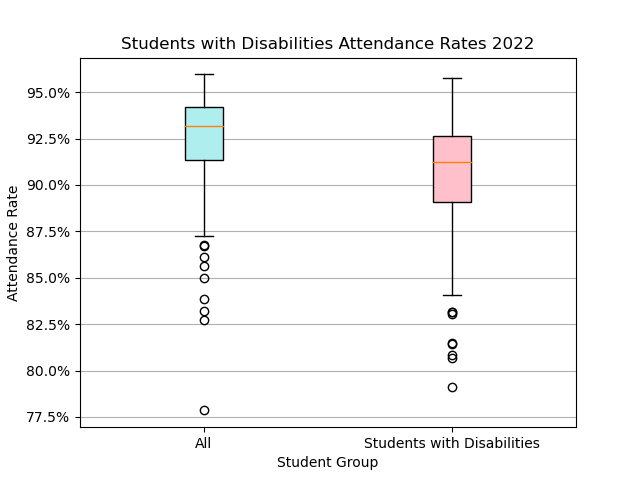 Students with Disabilities Attendance Rates 2022
95.0%
92.5%
90.0%
87.5%
85.0%
82.5%
80.0%
77.5%
Attendance Rate
All
Students with Disabilities
Student Group